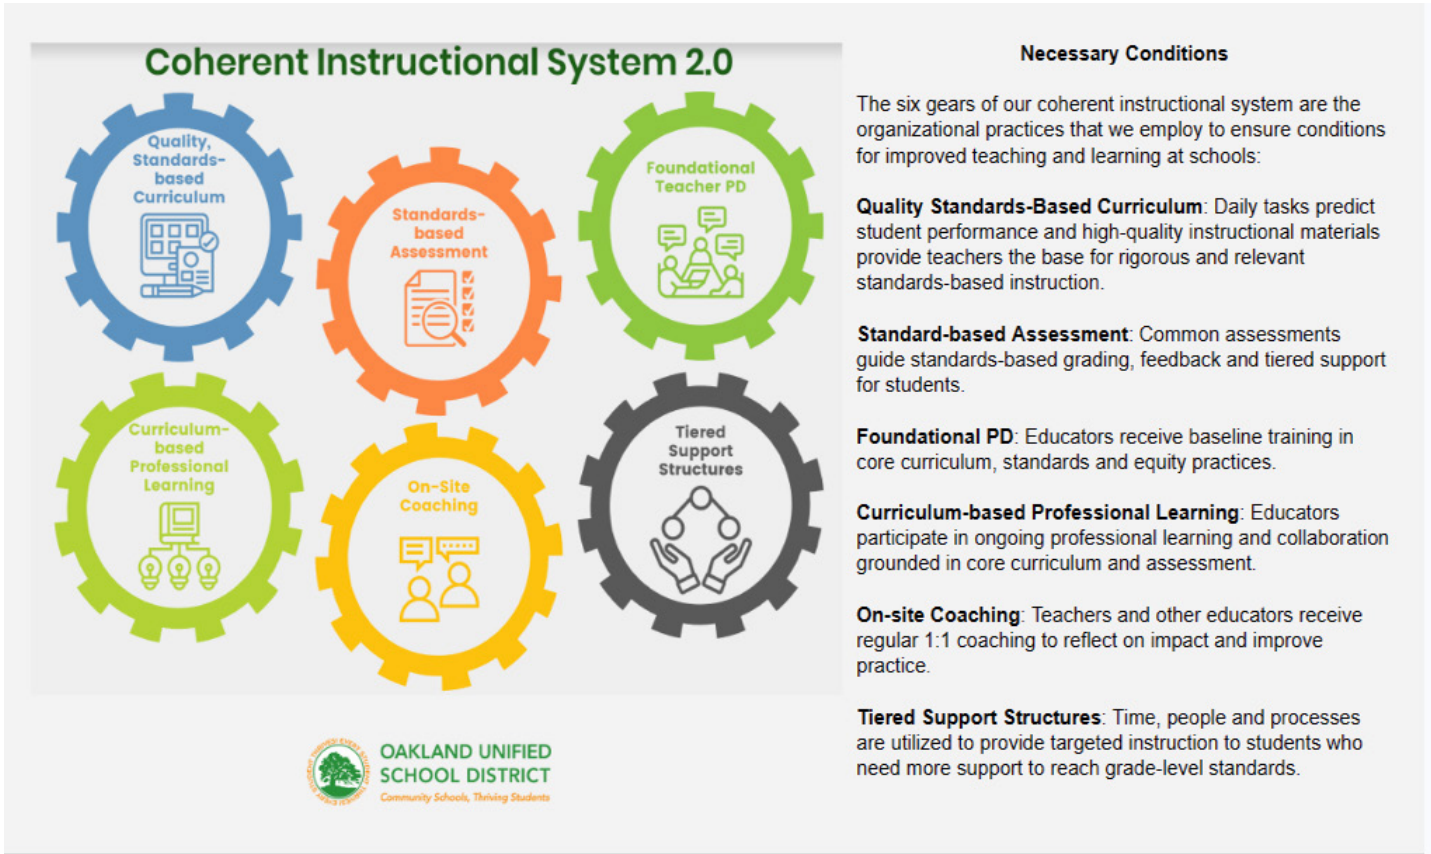 Coherent Instructional System 2.0
Quality,
Standards-
based
Curriculum
Standards-
based
Assessment
Foundational
Teacher PD
Curriculum-
based
Professional
Learning
On-Site
Coaching
Tiered
Support
Structures
OAKLAND UNIFIED
SCHOOL DISTRICT
Community Schools, Thriving Students
Necessary Conditions
The six gears of our coherent instructional system are the
organizational practices that we employ to ensure conditions
for improved teaching and learning at schools:
Quality Standards-Based Curriculum: Daily tasks predict
student performance and high-quality instructional materials
provide teachers the base for rigorous and relevant
standards-based instruction.
Standard-based Assessment: Common assessments
guide standards-based grading, feedback and tiered support
for students.
Foundational PD: Educators receive baseline training in
core curriculum, standards and equity practices.
Curriculum-based Professional Learning: Educators
participate in ongoing professional learning and collaboration
grounded in core curriculum and assessment.
On-site Coaching: Teachers and other educators receive
regular 1:1 coaching to reflect on impact and improve
practice.
Tiered Support Structures: Time, people and processes
are utilized to provide targeted instruction to students who
need more support to reach grade-level standards.